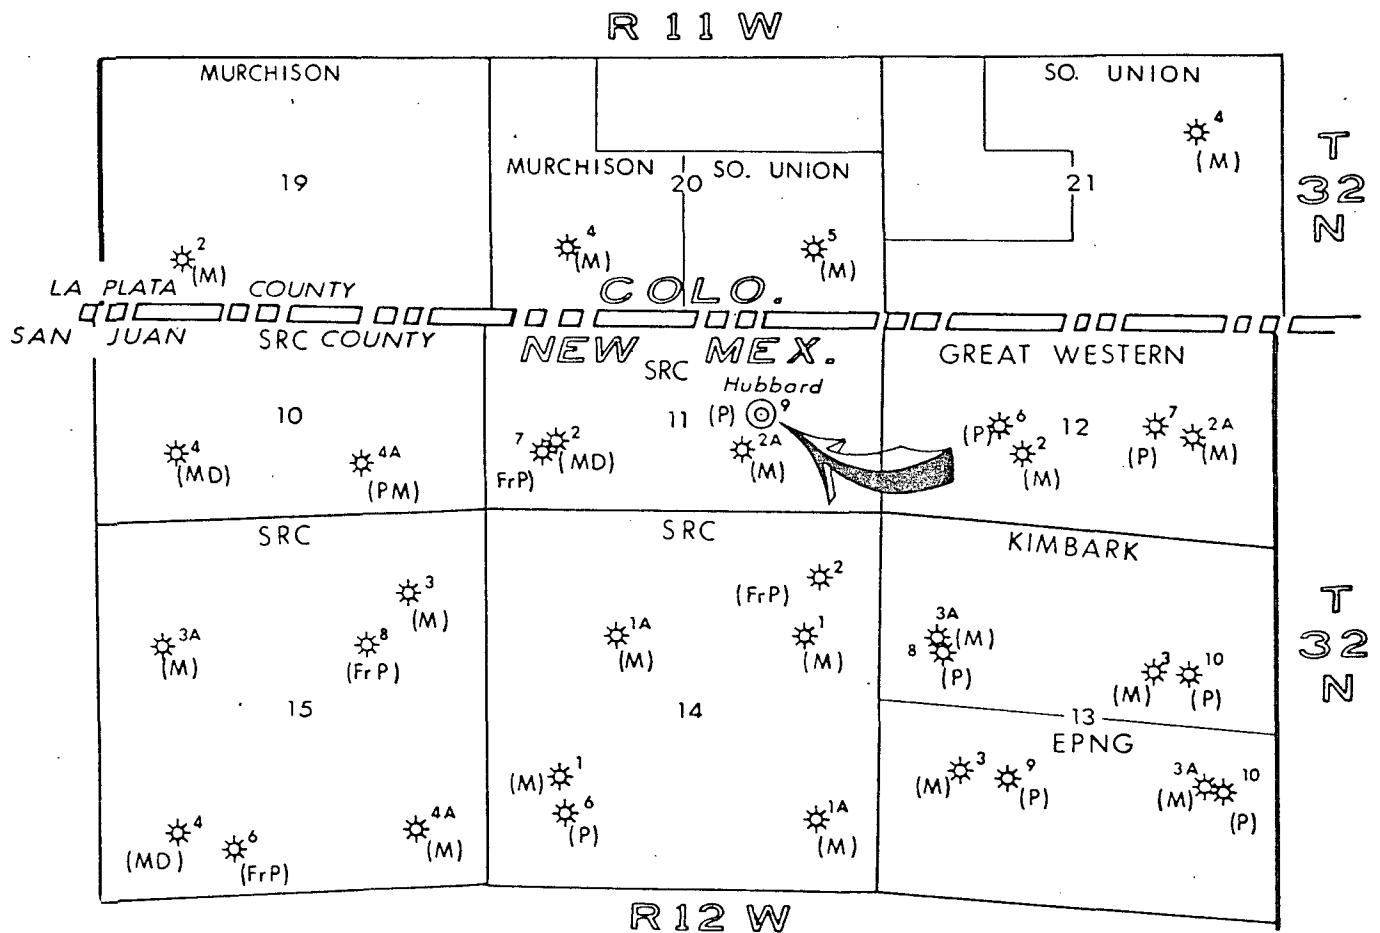 R 11 W
MURCHISON
SO. UNION
4
(M)
T
32
N
MURCHISON
SO. UNION
19
20
21
2
(M)
4
(M)
5
(M)
LA PLATA COUNTY
COLO.
SAN JUAN
SRC COUNTY
NEW MEX.
SRC
GREAT WESTERN
Hubbard
10
11
(P)
9
12
4
(MD)
4A
(PM)
7
FrP)
2
(MD)
2A
(M)
(P)
6
2
(M)
7
(P)
2A
(M)
SRC
SRC
KIMBARK
3
(M)
3A
(M)
8
(FrP)
2
(FrP)
1A
(M)
1
(M)
3A
(M)
8
(P)
3
(M)
10
(P)
T
32
N
15
14
13
EPNG
(M)
1
6
(P)
1A
(M)
(M)
3
9
(P)
3A
(M)
10
(P)
4
(MD)
6
(FrP)
4A
(M)
R 12 W